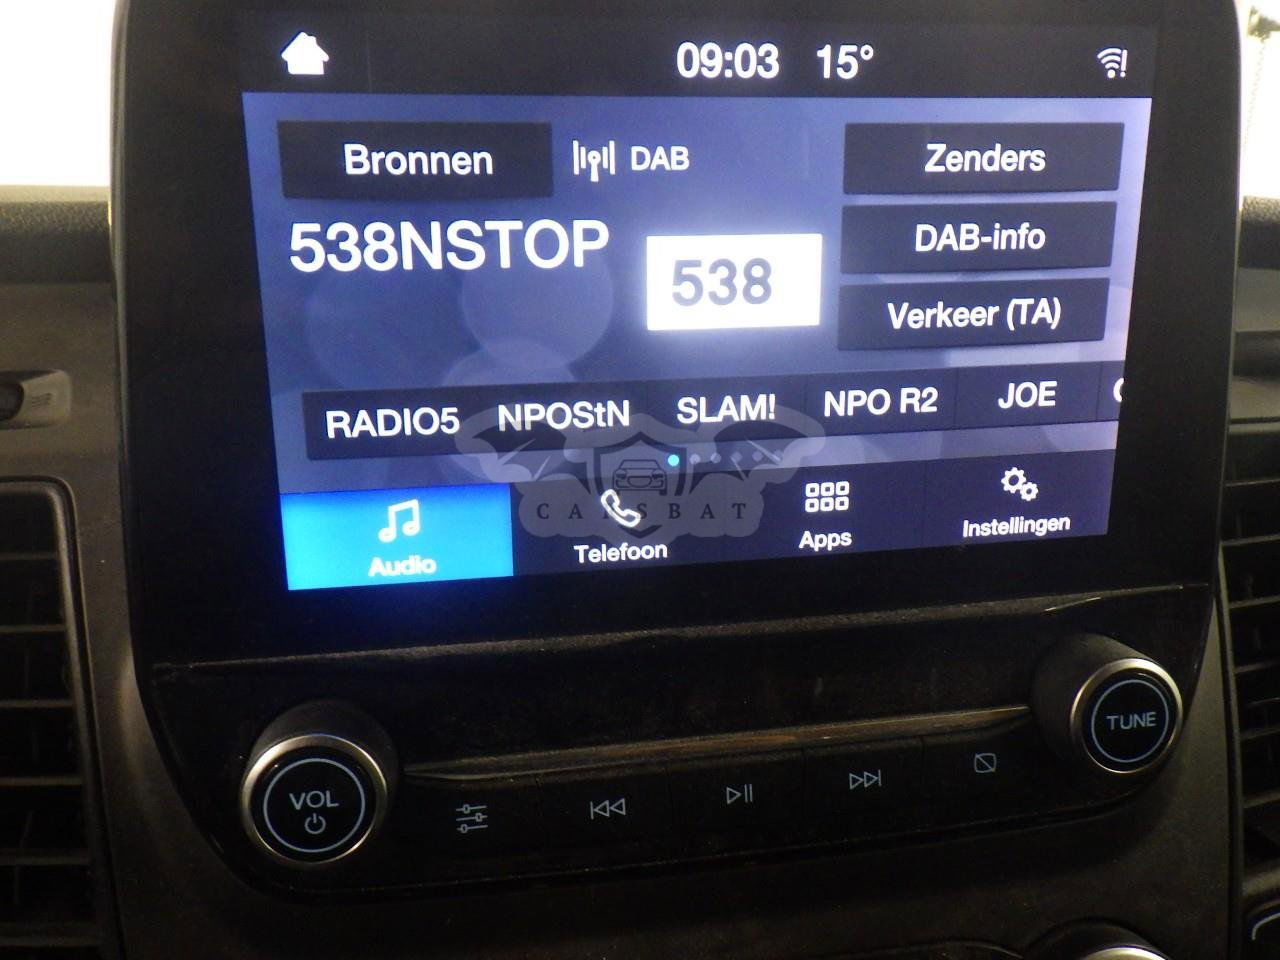 09:03 15°
Bronnen DAB Zenders
538NSTOP 538 DAB-info
Verkeer (TA)
RADIO5 NPOStN SLAM! NPO R2 JOE
CARSBAT
Audio Telefoon Apps Instellingen
VOL TUNE